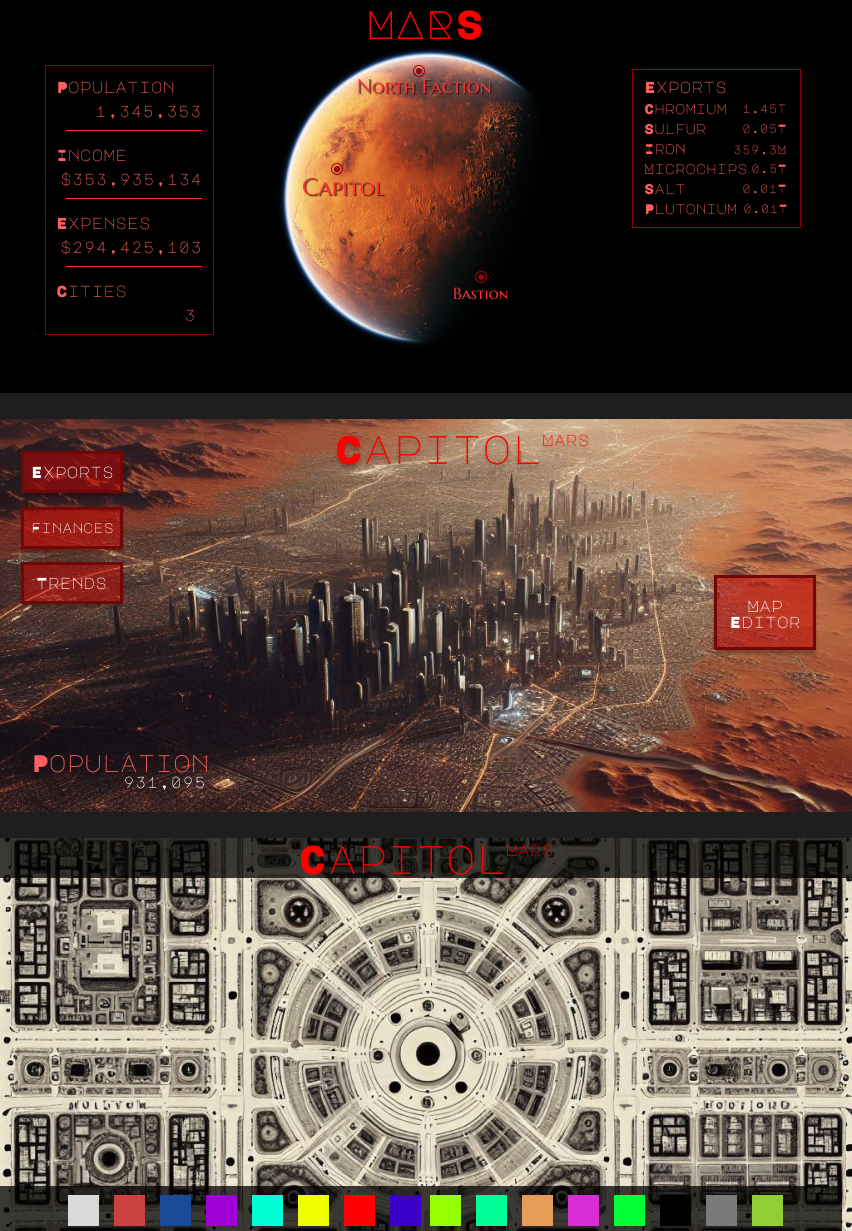 MARS
POPULATION
1,345,353
INCOME
$353,935,134
EXPENSES
$294,425,103
CITIES
3
NORTH FACTION
CAPITOL
BASTION
EXPORTS
CHROMIUM 1.45T
SULFUR 0.05T
IRON 359.3M
MICROCHIPS 0.5T
SALT 0.01T
PLUTONIUM 0.01T
CAPITOL MARS
EXPORTS
FINANCES
TRENDS
MAP
EDITOR
POPULATION
931,095
CAPITOL MARS